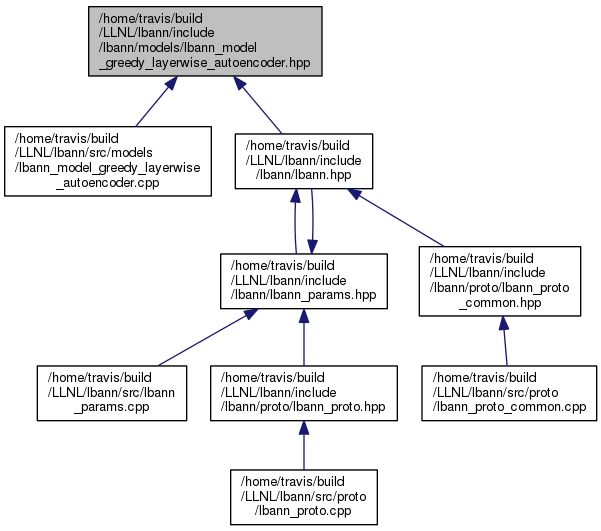 /home/travis/build
/LLNL/lbann/include
/lbann/models/lbann_model
_greedy_layerwise_autoencoder.hpp
/home/travis/build
/LLNL/lbann/src/models
/lbann_model_greedy_layerwise
_autoencoder.cpp
/home/travis/build
/LLNL/lbann/include
/lbann/lbann.hpp
/home/travis/build
/LLNL/lbann/include
/lbann/lbann_params.hpp
/home/travis/build
/LLNL/lbann/include
/lbann/proto/lbann_proto
_common.hpp
/home/travis/build
/LLNL/lbann/src/lbann
_params.cpp
/home/travis/build
/LLNL/lbann/include
/lbann/proto/lbann_proto.hpp
/home/travis/build
/LLNL/lbann/src/proto
/lbann_proto_common.cpp
/home/travis/build
/LLNL/lbann/src/proto
/lbann_proto.cpp